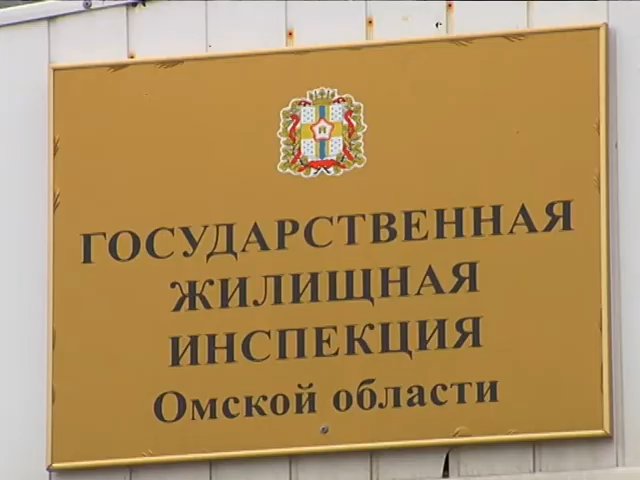 ГОСУДАРСТВЕННАЯ
ЖИЛИЩНАЯ
ИНСПЕКЦИЯ
Омской области